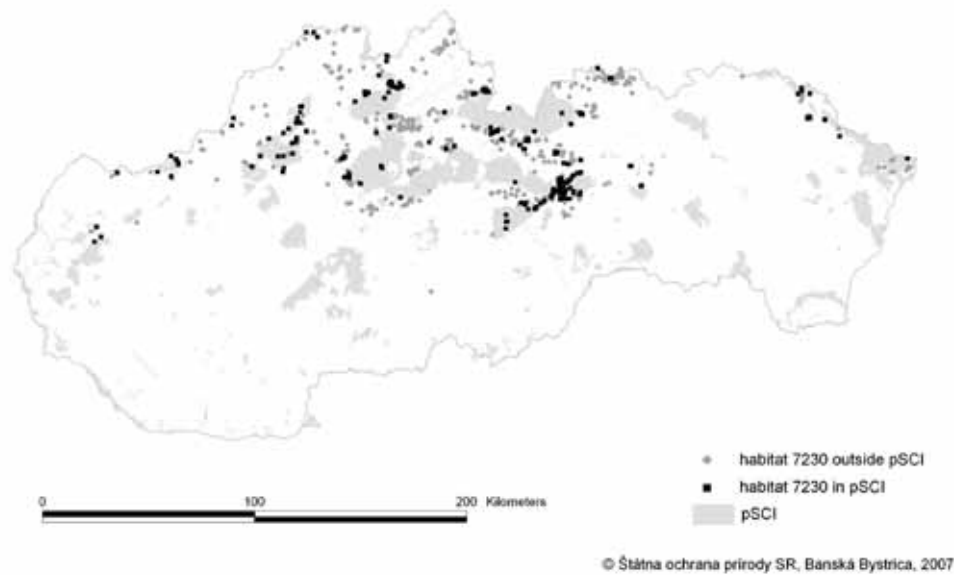 habitat 7230 outside pSCI
habitat 7230 in pSCI
pSCI
0 100 200 Kilometers
© Štátna ochrana prírody SR, Banská Bystrica, 2007